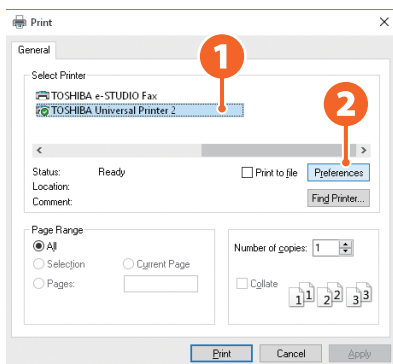 Print
General
1
Select Printer
TOSHIBA e-STUDIO Fax
TOSHIBA Universal Printer 2
2
Status: Ready
Print to file
Preferences
Location:
Comment:
Find Printer...
Page Range
All
Selection
Current Page
Pages:
Number of copies: 1
Collate
1 1 2 2 3 3
Print
Cancel
Apply